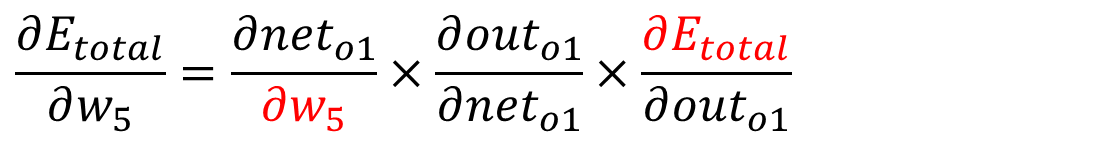 ∂E_total/∂w_5 = ∂net_o1/∂w_5 × ∂out_o1/∂net_o1 × ∂E_total/∂out_o1